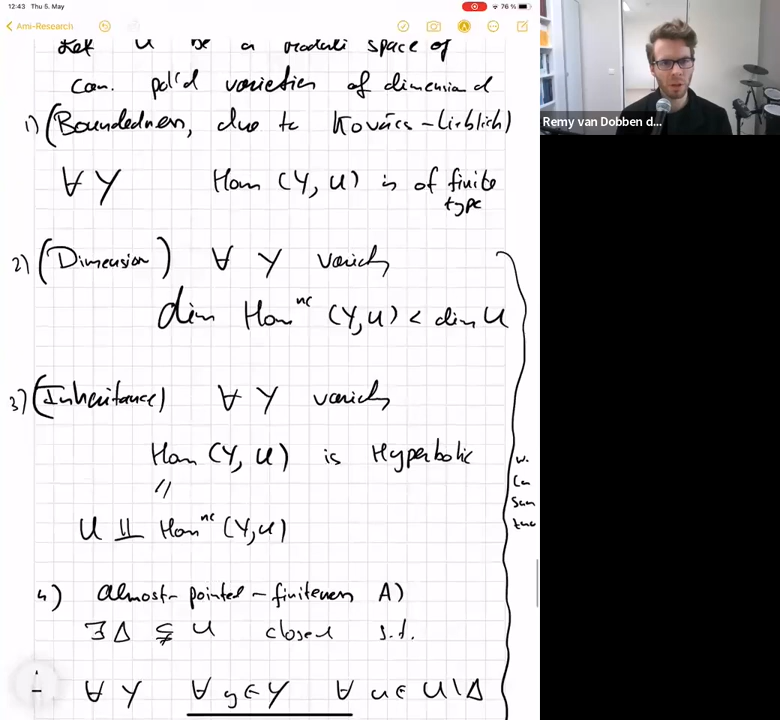 12:43 Thu 5. May
76 %
Ami-Research
Let U be a moduli space of
can. pol'd varieties of dimension d
1) (Boundedness, due to Kovács-Lieblich)
∀ Y Hom (Y, U) is of finite
type
2) (Dimension) ∀ Y variety
dim Hom^nc (Y, U) < dim U
3) (Inheritance) ∀ Y variety
Hom (Y, U) is Hyperbolic
=
U ⨿ Hom^nc (Y, U)
4) Almost-pointed-finiteness A)
∃ Δ ⊊ U closed s.t.
∀ Y ∀ y ∈ Y ∀ u ∈ U \ Δ
Remy van Dobben d...